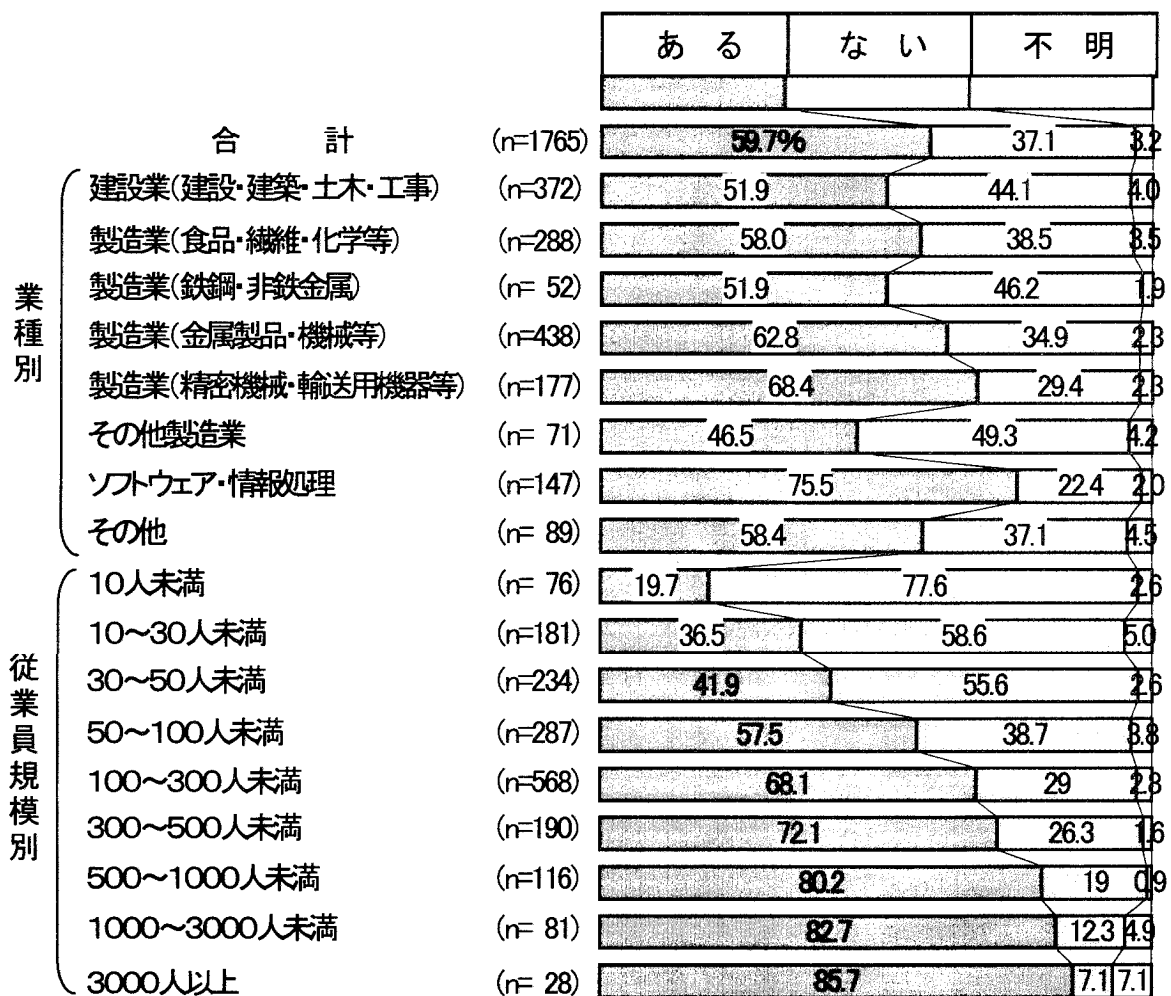 ある ない 不明
合計 (n=1765) 59.7% 37.1 3.2
業種別
建設業(建設・建築・土木・工事) (n=372) 51.9 44.1 4.0
製造業(食品・繊維・化学等) (n=288) 58.0 38.5 3.5
製造業(鉄鋼・非鉄金属) (n= 52) 51.9 46.2 1.9
製造業(金属製品・機械等) (n=438) 62.8 34.9 2.3
製造業(精密機械・輸送用機器等) (n=177) 68.4 29.4 2.3
その他製造業 (n= 71) 46.5 49.3 4.2
ソフトウェア・情報処理 (n=147) 75.5 22.4 2.0
その他 (n= 89) 58.4 37.1 4.5
従業員規模別
10人未満 (n= 76) 19.7 77.6 2.6
10〜30人未満 (n=181) 36.5 58.6 5.0
30〜50人未満 (n=234) 41.9 55.6 2.6
50〜100人未満 (n=287) 57.5 38.7 3.8
100〜300人未満 (n=568) 68.1 29 2.8
300〜500人未満 (n=190) 72.1 26.3 1.6
500〜1000人未満 (n=116) 80.2 19 0.9
1000〜3000人未満 (n= 81) 82.7 12.3 4.9
3000人以上 (n= 28) 85.7 7.1 7.1